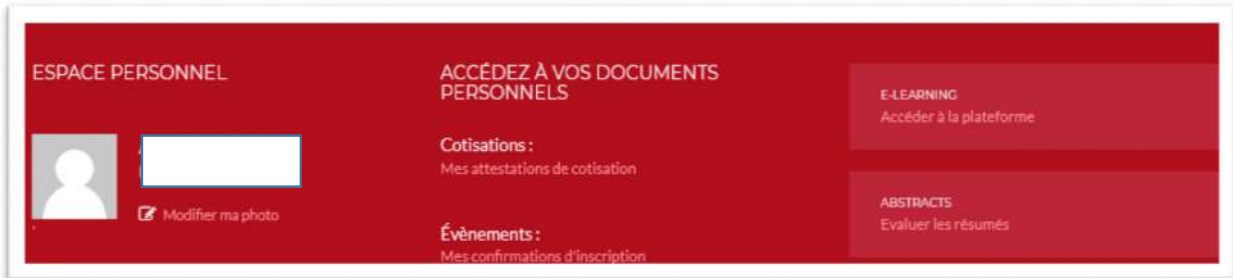 ESPACE PERSONNEL
Modifier ma photo
ACCÉDEZ À VOS DOCUMENTS
PERSONNELS
Cotisations :
Mes attestations de cotisation
Évènements :
Mes confirmations d'inscription
E-LEARNING
Accéder à la plateforme
ABSTRACTS
Evaluer les résumés